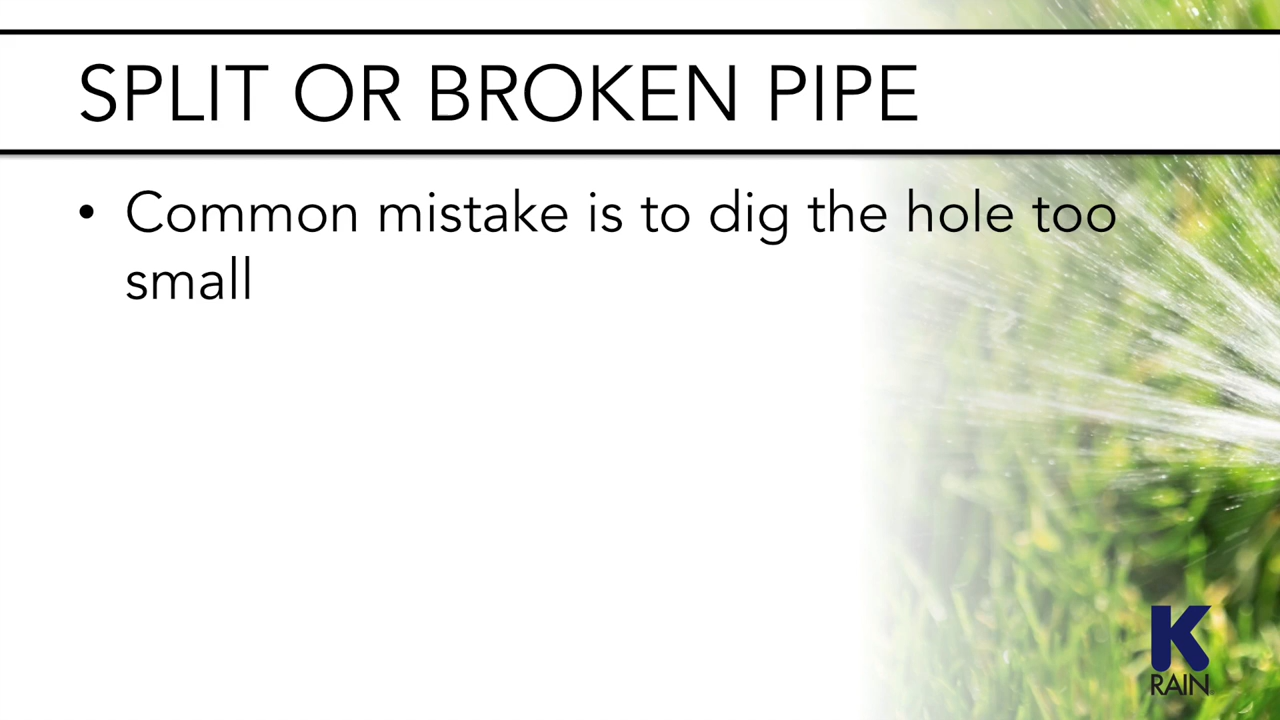 SPLIT OR BROKEN PIPE
• Common mistake is to dig the hole too
small
K
RAIN